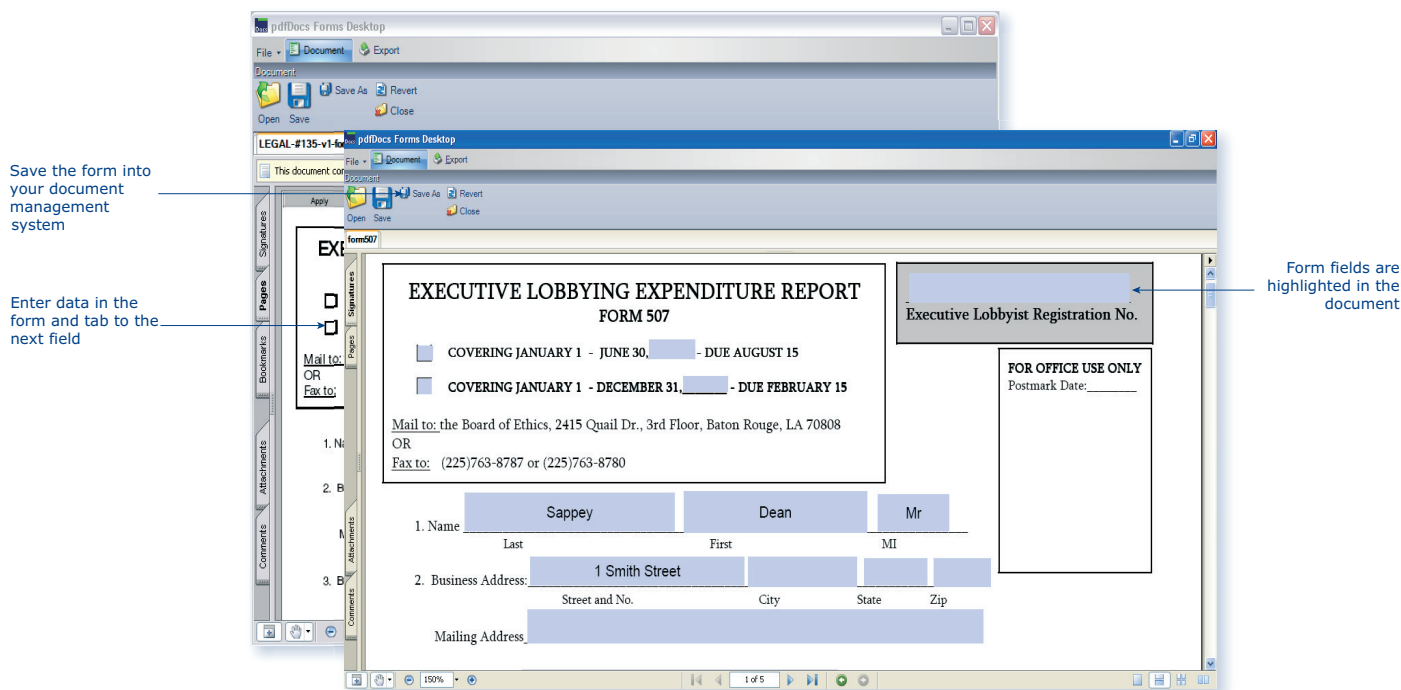 pdfDocs Forms Desktop
File Document Export
Document
Open Save Save As Revert
Close
LEGAL-#135-v1-for
This document con
Apply
Signatures
Pages
Bookmarks
Attachments
Comments
EXE
Mail to:
OR
Fax to:
1. Na
2. B
M
3. B
Save the form into
your document
management
system
Enter data in the
form and tab to the
next field
pdfDocs Forms Desktop
File Document Export
Document
Open Save Save As Revert
Close
form507
Signatures
Pages
Attachments
Comments
EXECUTIVE LOBBYING EXPENDITURE REPORT
FORM 507
COVERING JANUARY 1 - JUNE 30, - DUE AUGUST 15
COVERING JANUARY 1 - DECEMBER 31,______ - DUE FEBRUARY 15
Mail to: the Board of Ethics, 2415 Quail Dr., 3rd Floor, Baton Rouge, LA 70808
OR
Fax to: (225)763-8787 or (225)763-8780
Executive Lobbyist Registration No.
FOR OFFICE USE ONLY
Postmark Date:_______
1. Name Sappey Dean Mr
Last First MI
2. Business Address: 1 Smith Street
Street and No. City State Zip
Mailing Address
150% 1 of 5
Form fields are
highlighted in the
document